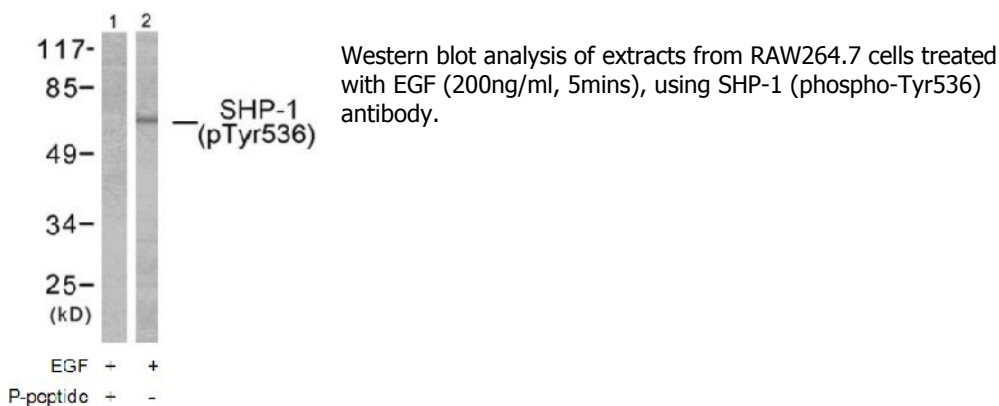 1 2
117-
85-
49-
34-
25-
(kD)
SHP-1
(pTyr536)
EGF + +
P-peptide + -
Western blot analysis of extracts from RAW264.7 cells treated
with EGF (200ng/ml, 5mins), using SHP-1 (phospho-Tyr536)
antibody.